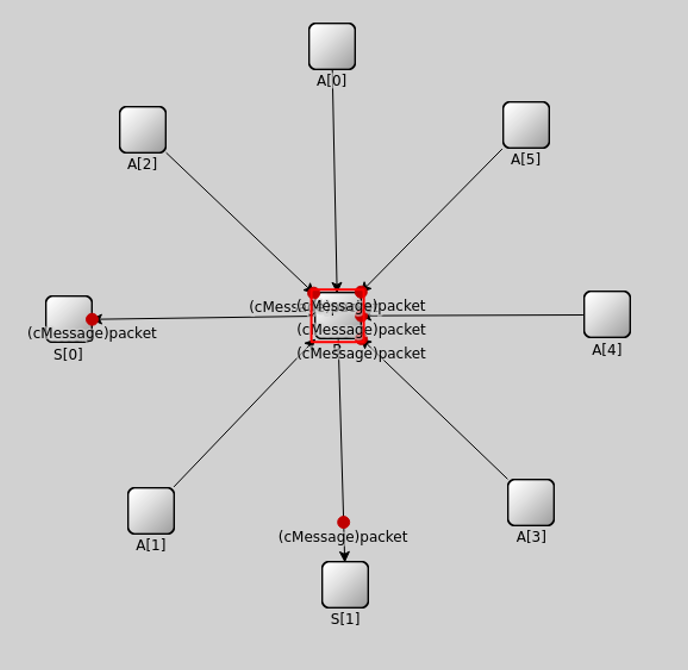 A[0]
A[2]
A[5]
(cMessage)packet
(cMessage)packet
(cMessage)packet
(cMessage)packet
S[0]
A[4]
A[1]
(cMessage)packet
A[3]
S[1]